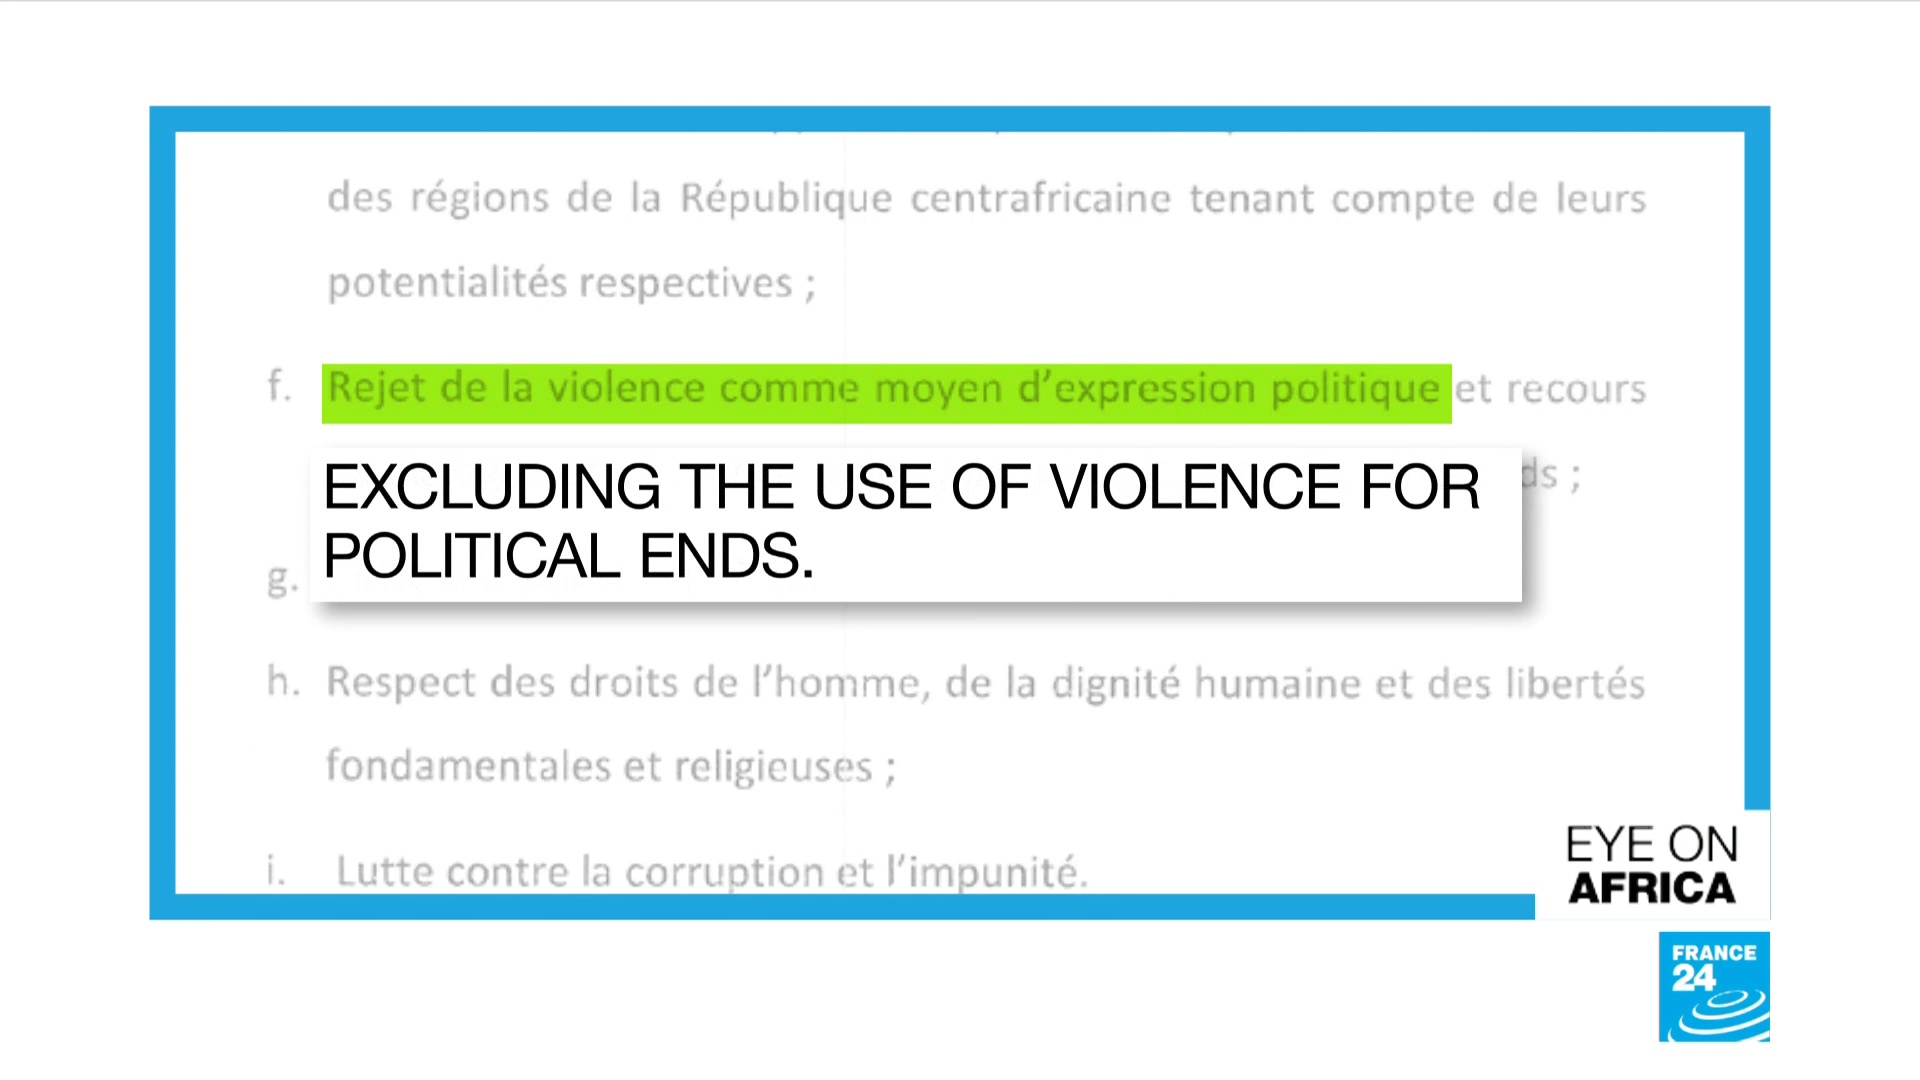 des régions de la République centrafricaine tenant compte de leurs
potentialités respectives ;
f. Rejet de la violence comme moyen d’expression politique et recours
EXCLUDING THE USE OF VIOLENCE FOR
POLITICAL ENDS.
g.
h. Respect des droits de l’homme, de la dignité humaine et des libertés
fondamentales et religieuses ;
i. Lutte contre la corruption et l’impunité.
EYE ON
AFRICA
FRANCE
24